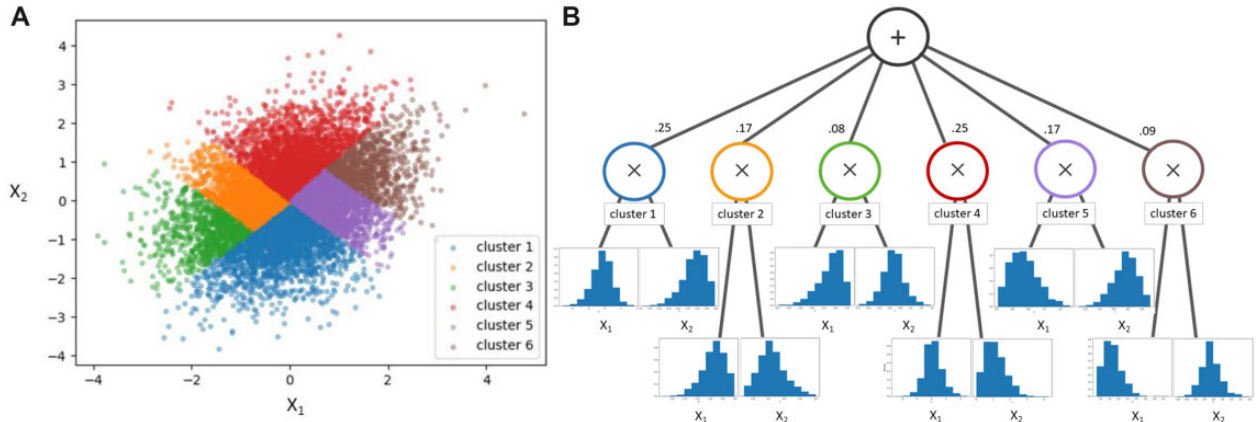 A
X2
4
3
2
1
0
−1
−2
−3
−4
cluster 1
cluster 2
cluster 3
cluster 4
cluster 5
cluster 6
−4
−2
0
2
4
X1
B
+
.25
.17
.08
.25
.17
.09
×
×
×
×
×
×
cluster 1
cluster 2
cluster 3
cluster 4
cluster 5
cluster 6
X1
X2
X1
X2
X1
X2
X1
X2
X1
X2
X1
X2